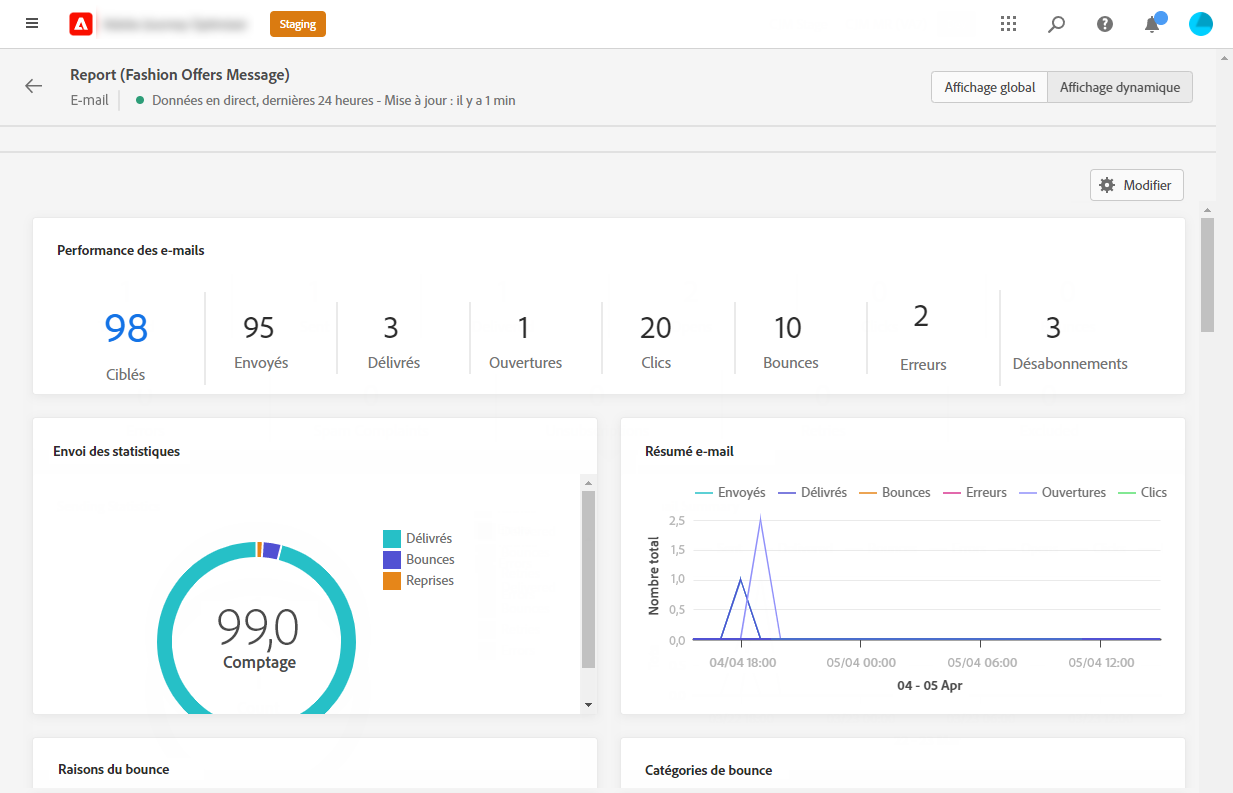 Staging
Report (Fashion Offers Message)
E-mail
Données en direct, dernières 24 heures - Mise à jour : il y a 1 min
Affichage global
Affichage dynamique
Modifier
Performance des e-mails
98
95
3
1
20
10
2
3
Ciblés
Envoyés
Délivrés
Ouvertures
Clics
Bounces
Erreurs
Désabonnements
Envoi des statistiques
Délivrés
Bounces
Reprises
99,0
Comptage
Résumé e-mail
Envoyés
Délivrés
Bounces
Erreurs
Ouvertures
Clics
Nombre total
2,5
1,5
1,0
0,5
0,0
04/04 18:00
05/04 00:00
05/04 06:00
05/04 12:00
04 - 05 Apr
Raisons du bounce
Catégories de bounce